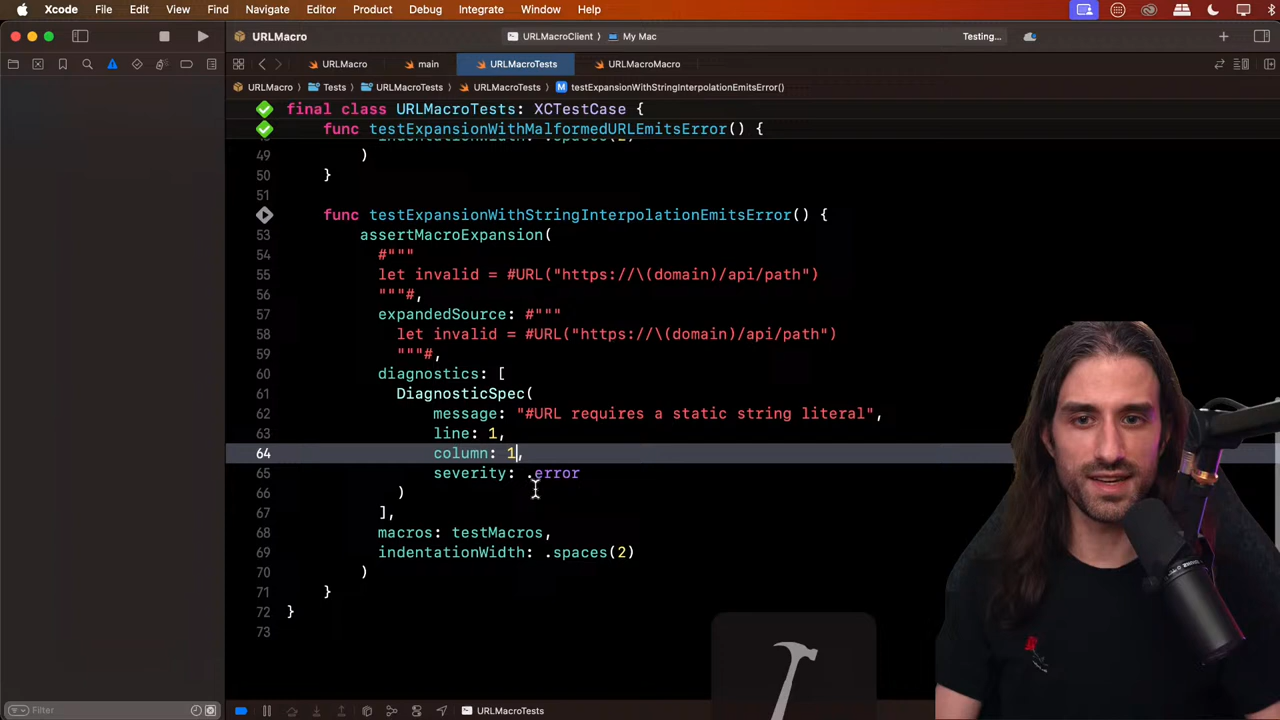 Xcode File Edit View Find Navigate Editor Product Debug Integrate Window Help
URLMacro URLMacroClient My Mac Testing...
URLMacro main URLMacroTests URLMacroMacro
URLMacro Tests URLMacroTests URLMacroTests M testExpansionWithStringInterpolationEmitsError()
final class URLMacroTests: XCTestCase {
func testExpansionWithMalformedURLEmitsError() {
indentationWidth: .spaces(2)
49 )
50 }
51
func testExpansionWithStringInterpolationEmitsError() {
53 assertMacroExpansion(
54 #"""
55 let invalid = #URL("https://\(domain)/api/path")
56 """#,
57 expandedSource: #"""
58 let invalid = #URL("https://\(domain)/api/path")
59 """#,
60 diagnostics: [
61 DiagnosticSpec(
62 message: "#URL requires a static string literal",
63 line: 1,
64 column: 1,
65 severity: .error
66 )
67 ],
68 macros: testMacros,
69 indentationWidth: .spaces(2)
70 )
71 }
72 }
73
Filter URLMacroTests